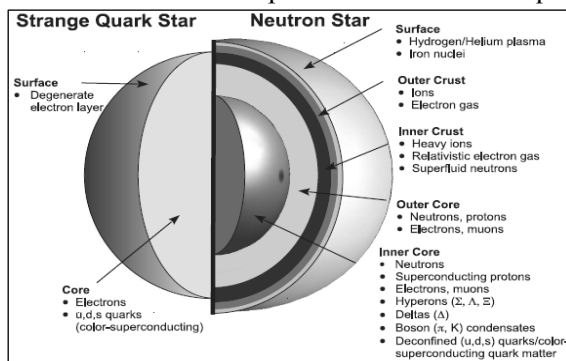 Strange Quark Star
Surface
• Degenerate
electron layer
Core
• Electrons
• u,d,s quarks
(color-superconducting)
Neutron Star
Surface
• Hydrogen/Helium plasma
• Iron nuclei
Outer Crust
• Ions
• Electron gas
Inner Crust
• Heavy ions
• Relativistic electron gas
• Superfluid neutrons
Outer Core
• Neutrons, protons
• Electrons, muons
Inner Core
• Neutrons
• Superconducting protons
• Electrons, muons
• Hyperons (Σ, Λ, Ξ)
• Deltas (Δ)
• Boson (π, K) condensates
• Deconfined (u,d,s) quarks/color-
superconducting quark matter